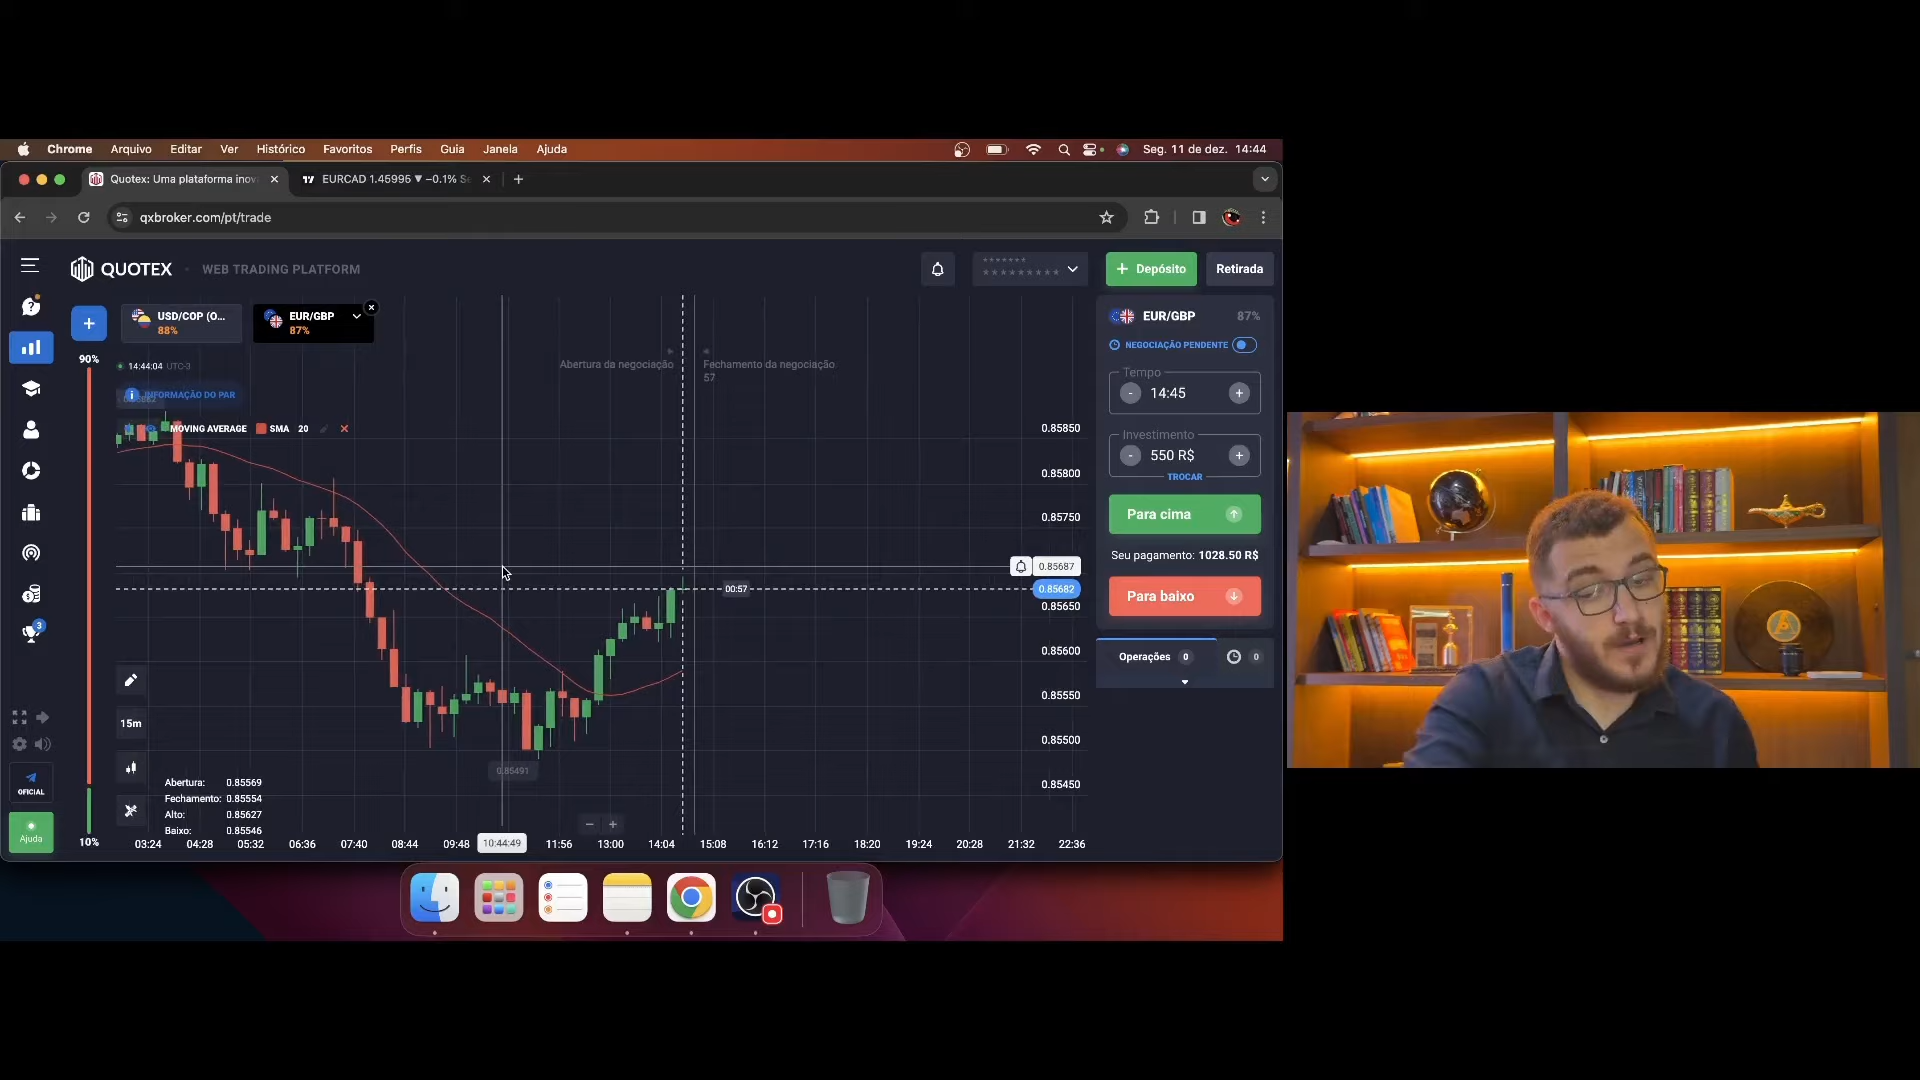 Chrome Arquivo Editar Ver Histórico Favoritos Perfis Guia Janela Ajuda Seg. 11 de dez. 14:44
Quotex: Uma plataforma inov
EURCAD 1.45995 ▼ −0.1% Se
qxbroker.com/pt/trade
QUOTEX WEB TRADING PLATFORM
+ Depósito
Retirada
USD/COP (O...
88%
EUR/GBP
87%
90%
14:44:04 UTC-3
INFORMAÇÃO DO PAR
MOVING AVERAGE SMA 20
Abertura da negociação
Fechamento da negociação
57
0.85850
0.85800
0.85750
0.85687
0.85682
0.85650
0.85600
0.85550
0.85500
0.85450
00:57
0.85491
15m
Abertura: 0.85569
Fechamento: 0.85554
Alto: 0.85627
Baixo: 0.85546
10%
03:24 04:28 05:32 06:36 07:40 08:44 09:48 10:44:49 11:56 13:00 14:04 15:08 16:12 17:16 18:20 19:24 20:28 21:32 22:36
3
OFICIAL
Ajuda
EUR/GBP 87%
NEGOCIAÇÃO PENDENTE
Tempo
- 14:45 +
Investimento
- 550 R$ +
TROCAR
Para cima
Seu pagamento: 1028.50 R$
Para baixo
Operações 0
0